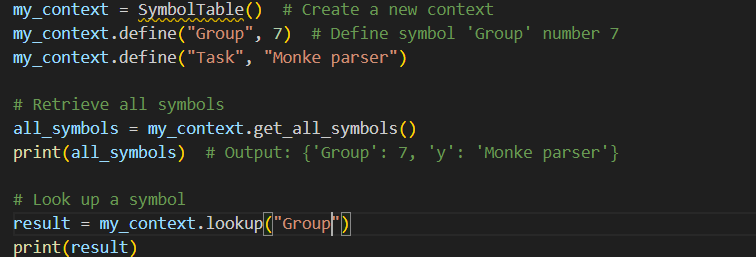 my_context = SymbolTable()  # Create a new context
my_context.define("Group", 7)  # Define symbol 'Group' number 7
my_context.define("Task", "Monke parser")
# Retrieve all symbols
all_symbols = my_context.get_all_symbols()
print(all_symbols)  # Output: {'Group': 7, 'y': 'Monke parser'}
# Look up a symbol
result = my_context.lookup("Group")
print(result)